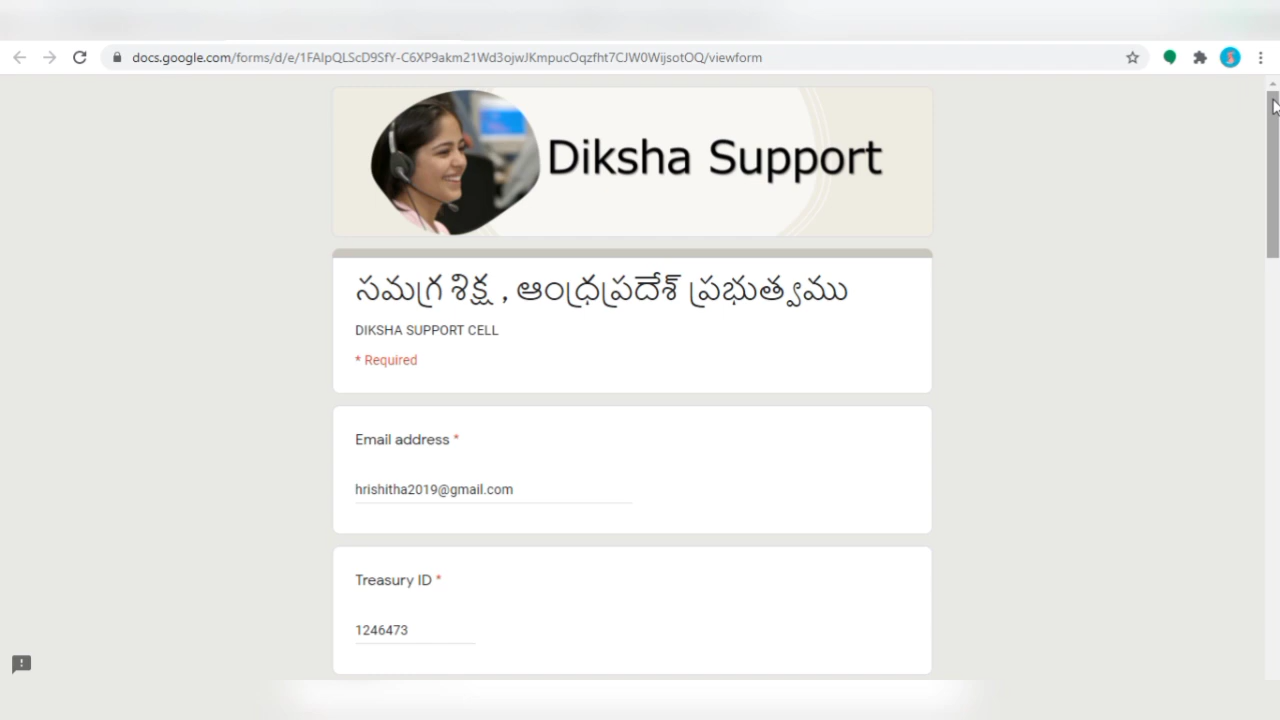 docs.google.com/forms/d/e/1FAIpQLScD9SfY-C6XP9akm21Wd3ojwJKmpucOqzfht7CJW0WijsotOQ/viewform
Diksha Support
సమగ్ర శిక్ష , ఆంధ్రప్రదేశ్ ప్రభుత్వము
DIKSHA SUPPORT CELL
* Required
Email address *
hrishitha2019@gmail.com
Treasury ID *
1246473